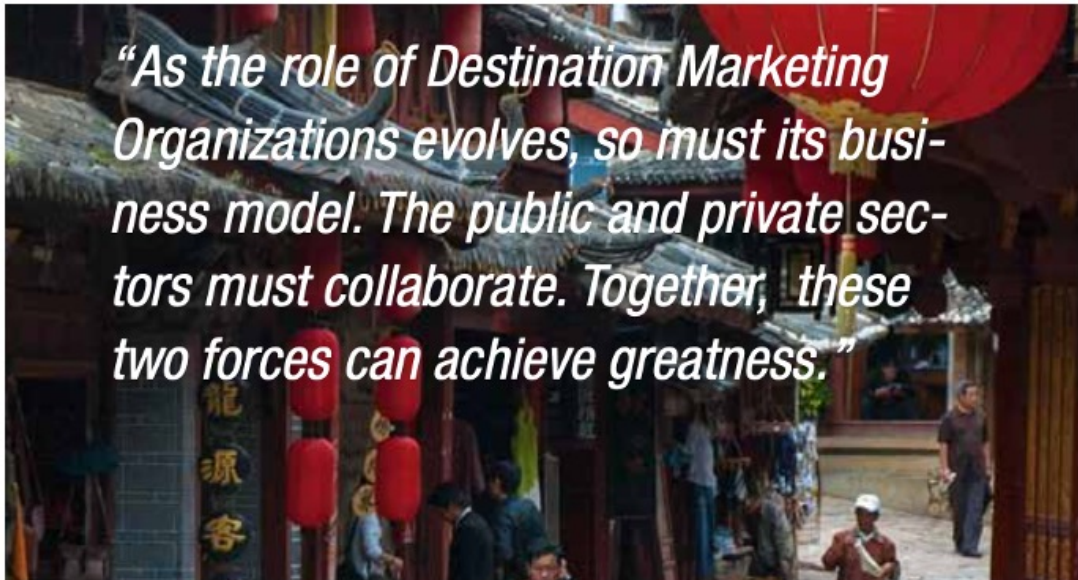 “As the role of Destination Marketing
Organizations evolves, so must its busi-
ness model. The public and private sec-
tors must collaborate. Together,  these
two forces can achieve greatness.”
龍
源
客